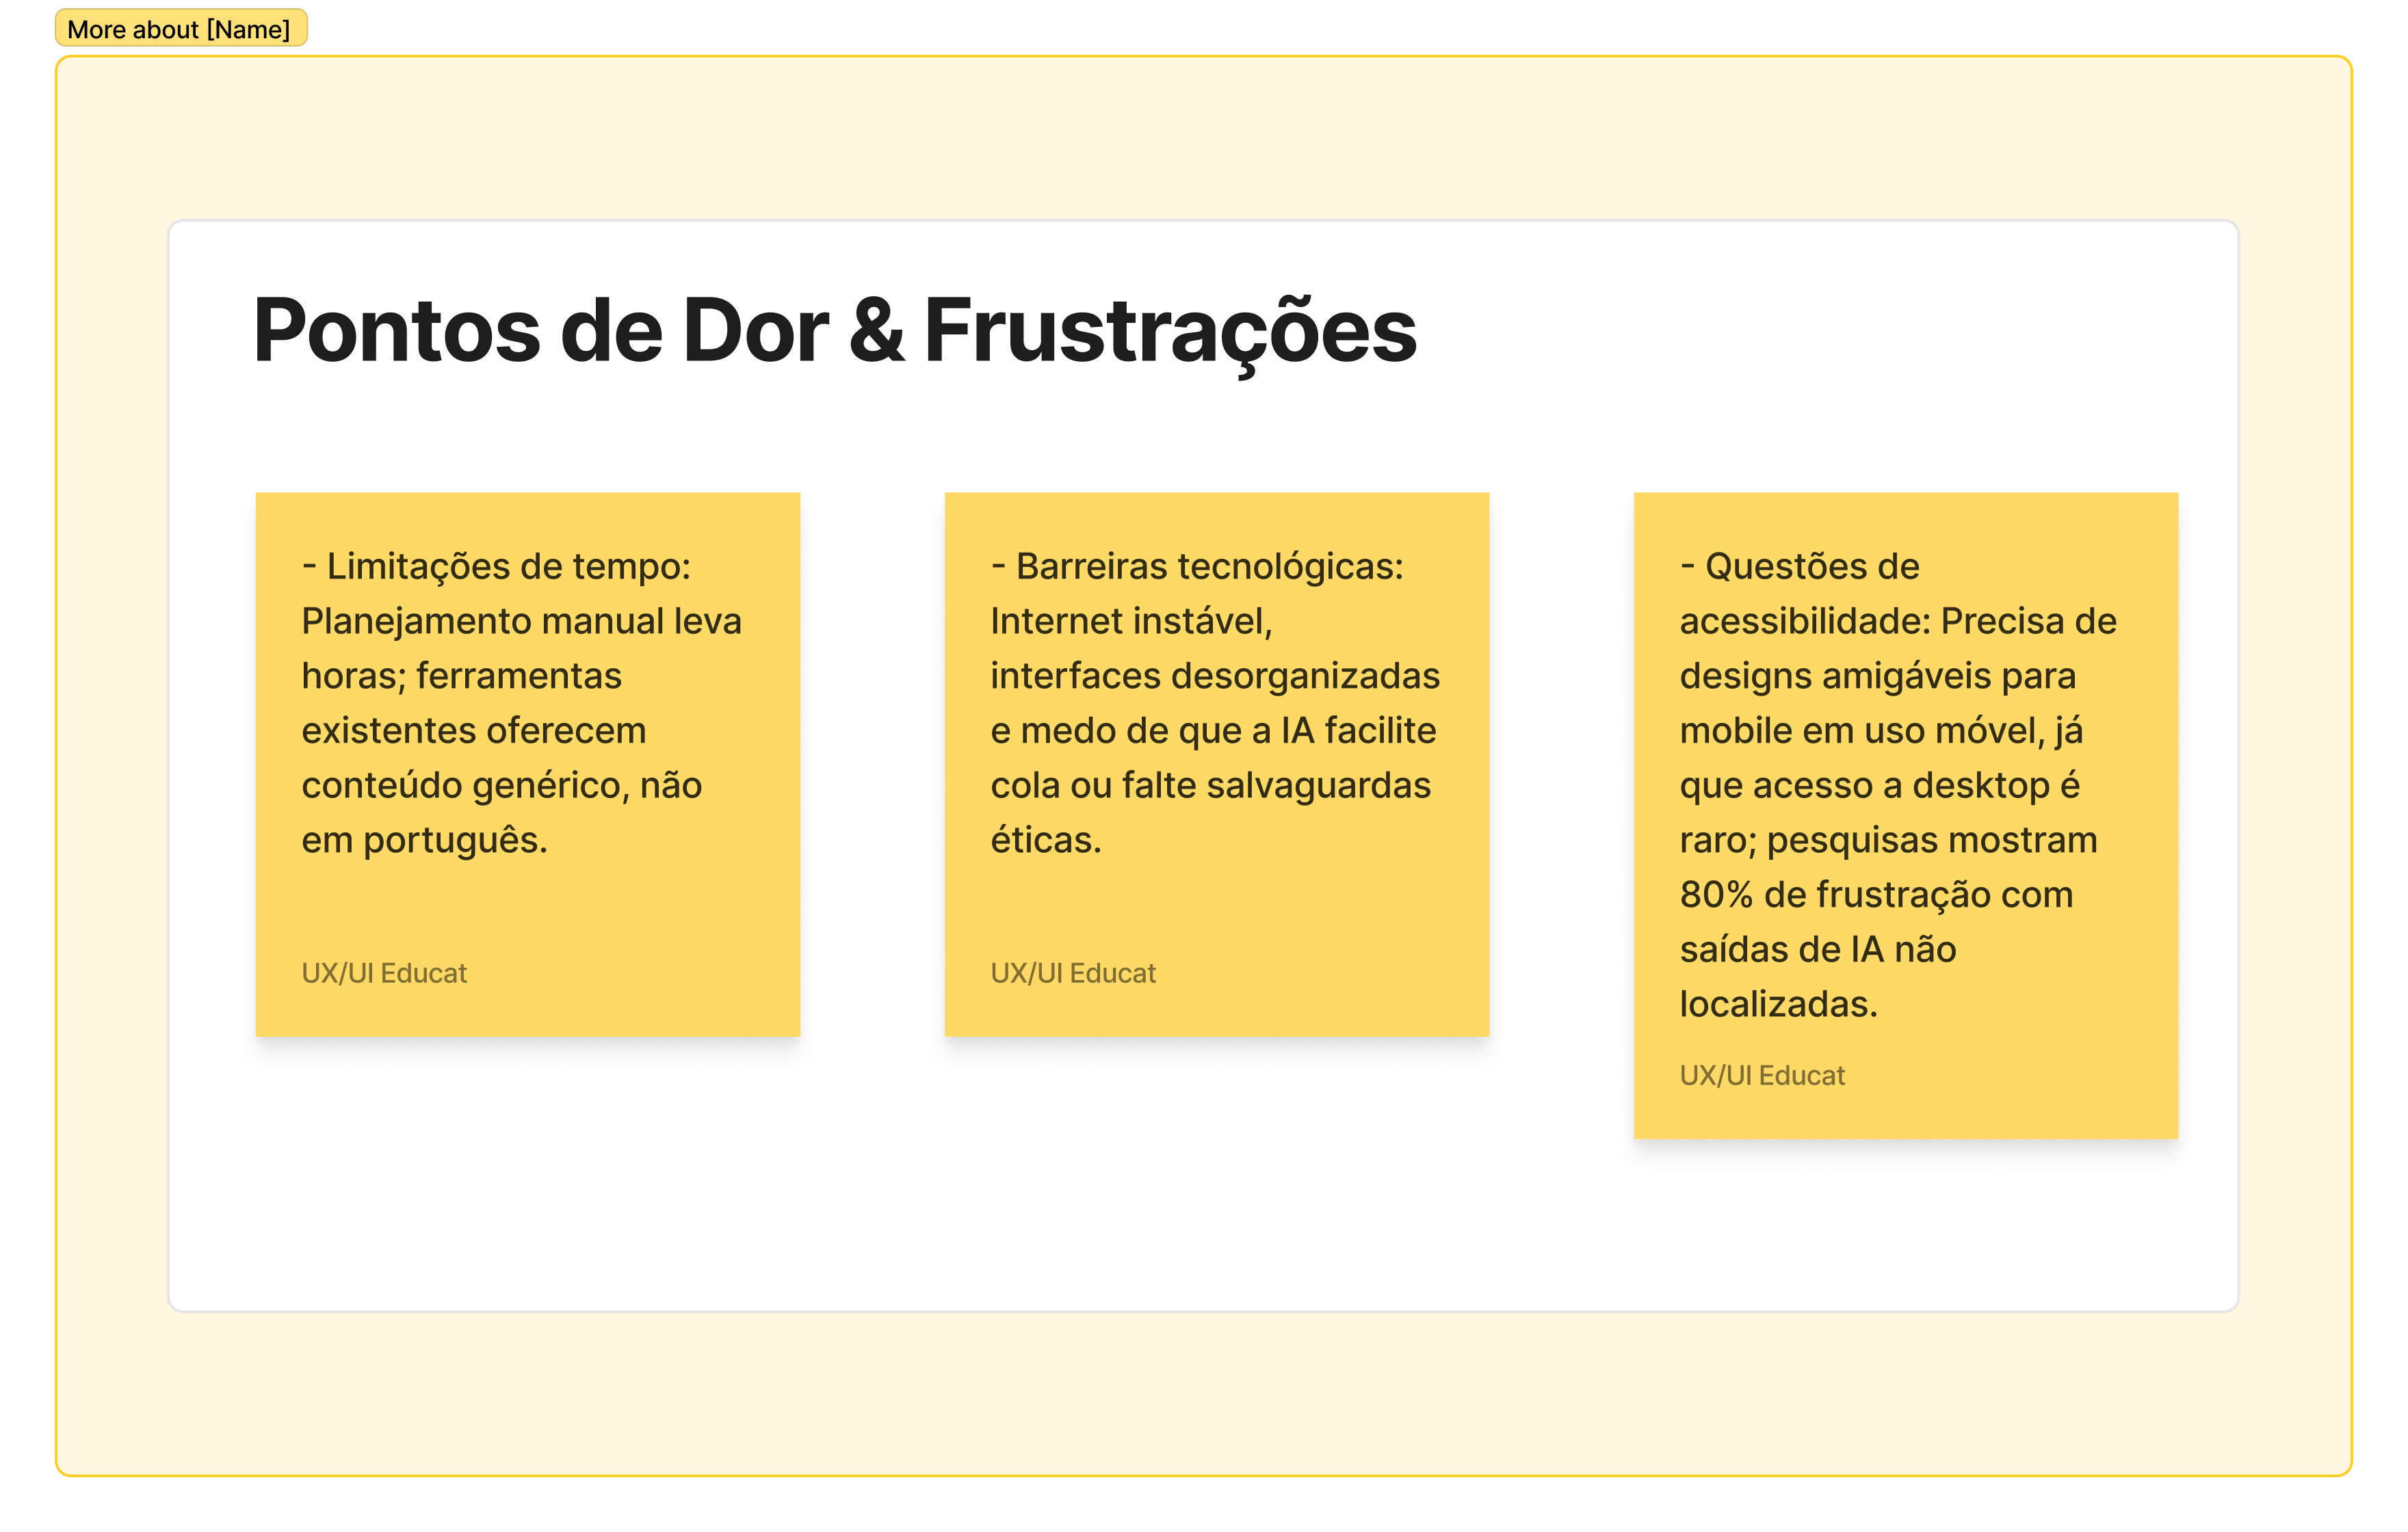 More about [Name]
Pontos de Dor & Frustrações
- Limitações de tempo:
Planejamento manual leva
horas; ferramentas
existentes oferecem
conteúdo genérico, não
em português.
UX/UI Educat
- Barreiras tecnológicas:
Internet instável,
interfaces desorganizadas
e medo de que a IA facilite
cola ou falte salvaguardas
éticas.
UX/UI Educat
- Questões de
acessibilidade: Precisa de
designs amigáveis para
mobile em uso móvel, já
que acesso a desktop é
raro; pesquisas mostram
80% de frustração com
saídas de IA não
localizadas.
UX/UI Educat